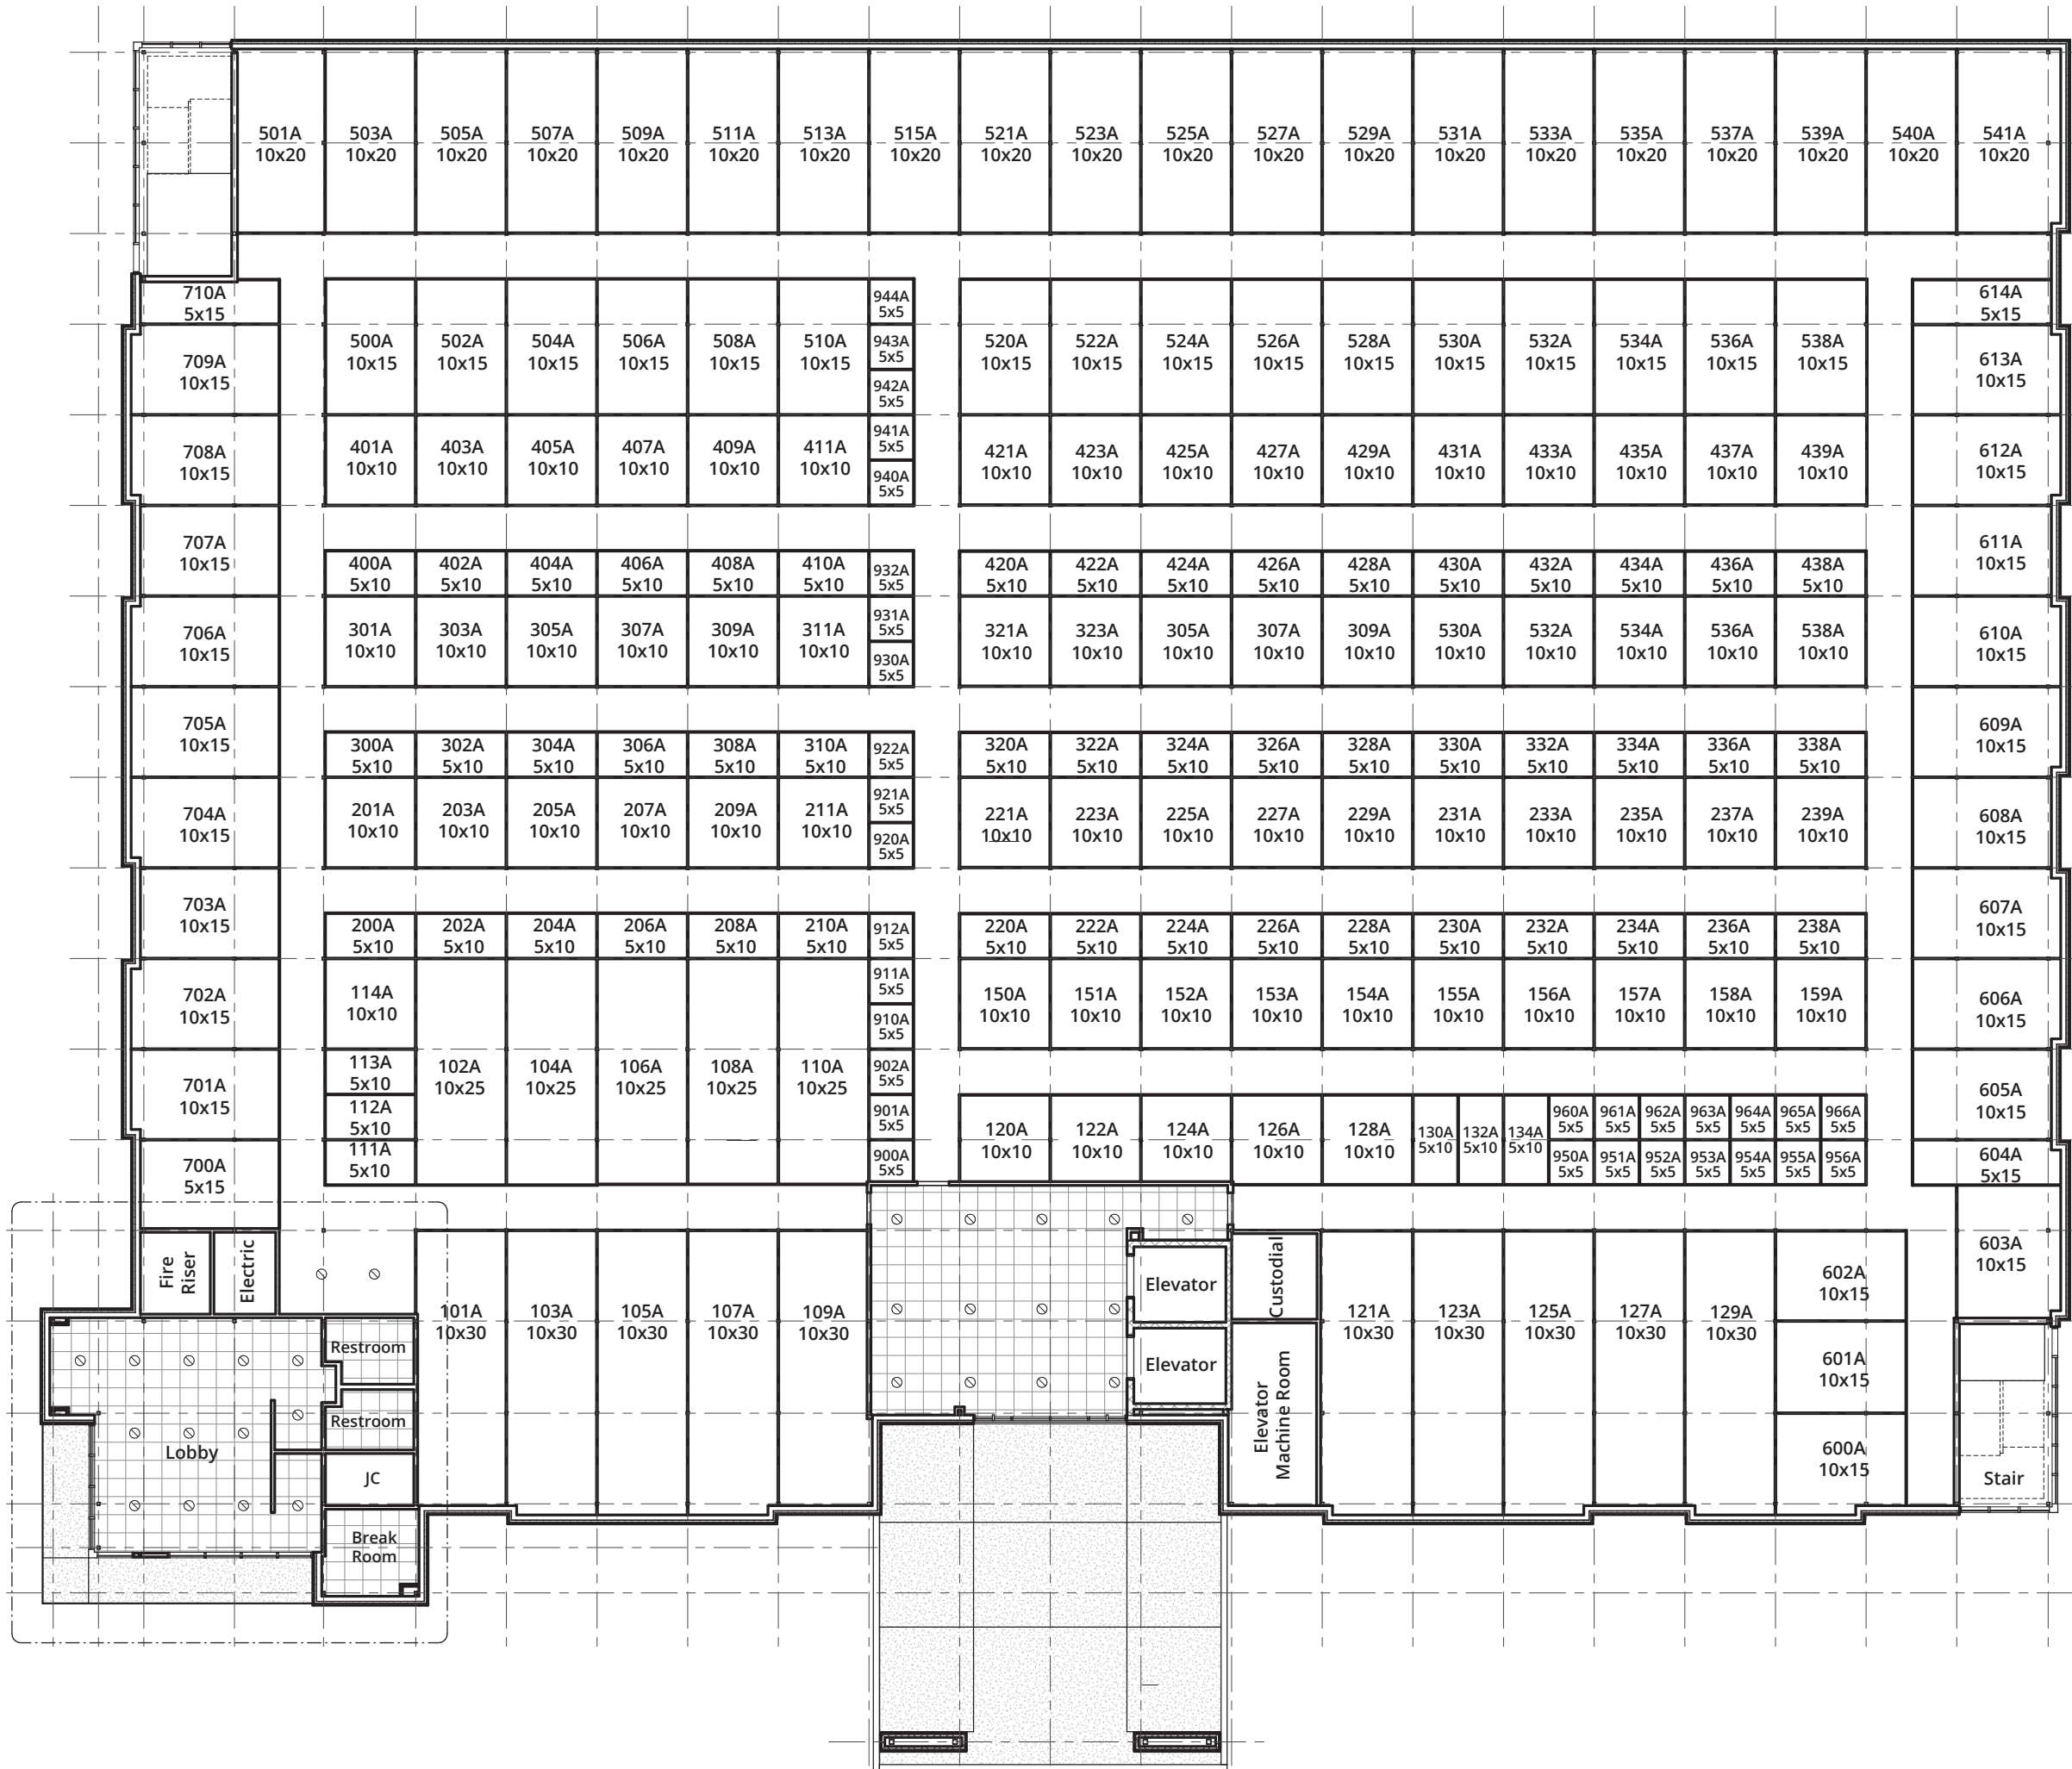 501A 503A 505A 507A 509A 511A 513A 515A 521A 523A 525A 527A 529A 531A 533A 535A 537A 539A 540A 541A
10x20 10x20 10x20 10x20 10x20 10x20 10x20 10x20 10x20 10x20 10x20 10x20 10x20 10x20 10x20 10x20 10x20 10x20 10x20 10x20
710A 944A 614A
5x15 5x5 5x15
500A 502A 504A 506A 508A 510A 943A 520A 522A 524A 526A 528A 530A 532A 534A 536A 538A
10x15 10x15 10x15 10x15 10x15 10x15 5x5 10x15 10x15 10x15 10x15 10x15 10x15 10x15 10x15 10x15 10x15
709A 942A 613A
10x15 5x5 10x15
708A 401A 403A 405A 407A 409A 411A 941A 421A 423A 425A 427A 429A 431A 433A 435A 437A 439A 612A
10x15 10x10 10x10 10x10 10x10 10x10 10x10 5x5 10x10 10x10 10x10 10x10 10x10 10x10 10x10 10x10 10x10 10x10 10x15
940A
5x5
707A 611A
10x15 10x15
400A 402A 404A 406A 408A 410A 932A 420A 422A 424A 426A 428A 430A 432A 434A 436A 438A
5x10 5x10 5x10 5x10 5x10 5x10 5x5 5x10 5x10 5x10 5x10 5x10 5x10 5x10 5x10 5x10 5x10
706A 301A 303A 305A 307A 309A 311A 931A 321A 323A 305A 307A 309A 530A 532A 534A 536A 538A 610A
10x15 10x10 10x10 10x10 10x10 10x10 10x10 5x5 10x10 10x10 10x10 10x10 10x10 10x10 10x10 10x10 10x10 10x10 10x15
930A
5x5
705A 609A
10x15 10x15
300A 302A 304A 306A 308A 310A 922A 320A 322A 324A 326A 328A 330A 332A 334A 336A 338A
5x10 5x10 5x10 5x10 5x10 5x10 5x5 5x10 5x10 5x10 5x10 5x10 5x10 5x10 5x10 5x10 5x10
704A 201A 203A 205A 207A 209A 211A 921A 221A 223A 225A 227A 229A 231A 233A 235A 237A 239A 608A
10x15 10x10 10x10 10x10 10x10 10x10 10x10 5x5 10x10 10x10 10x10 10x10 10x10 10x10 10x10 10x10 10x10 10x10 10x15
920A
5x5
703A 607A
10x15 10x15
200A 202A 204A 206A 208A 210A 912A 220A 222A 224A 226A 228A 230A 232A 234A 236A 238A
5x10 5x10 5x10 5x10 5x10 5x10 5x5 5x10 5x10 5x10 5x10 5x10 5x10 5x10 5x10 5x10 5x10
911A
5x5
702A 114A 150A 151A 152A 153A 154A 155A 156A 157A 158A 159A 606A
10x15 10x10 10x10 10x10 10x10 10x10 10x10 10x10 10x10 10x10 10x10 10x10 10x15
910A
5x5
701A 113A 102A 104A 106A 108A 110A 902A 605A
10x15 5x10 10x25 10x25 10x25 10x25 10x25 5x5 10x15
112A 901A 960A 961A 962A 963A 964A 965A 966A
5x10 5x5 5x5 5x5 5x5 5x5 5x5 5x5 5x5
120A 122A 124A 126A 128A 130A 132A 134A
10x10 10x10 10x10 10x10 10x10 5x10 5x10 5x10
700A 111A 900A 950A 951A 952A 953A 954A 955A 956A 604A
5x15 5x10 5x5 5x5 5x5 5x5 5x5 5x5 5x5 5x5 5x15
603A
10x15
Fire
Riser
Electric
Elevator
Custodial
602A
10x15
101A 103A 105A 107A 109A 121A 123A 125A 127A 129A
10x30 10x30 10x30 10x30 10x30 10x30 10x30 10x30 10x30 10x30
Restroom
Elevator
601A
10x15
Restroom
Elevator
Machine Room
Lobby
600A
10x15
JC
Stair
Break
Room